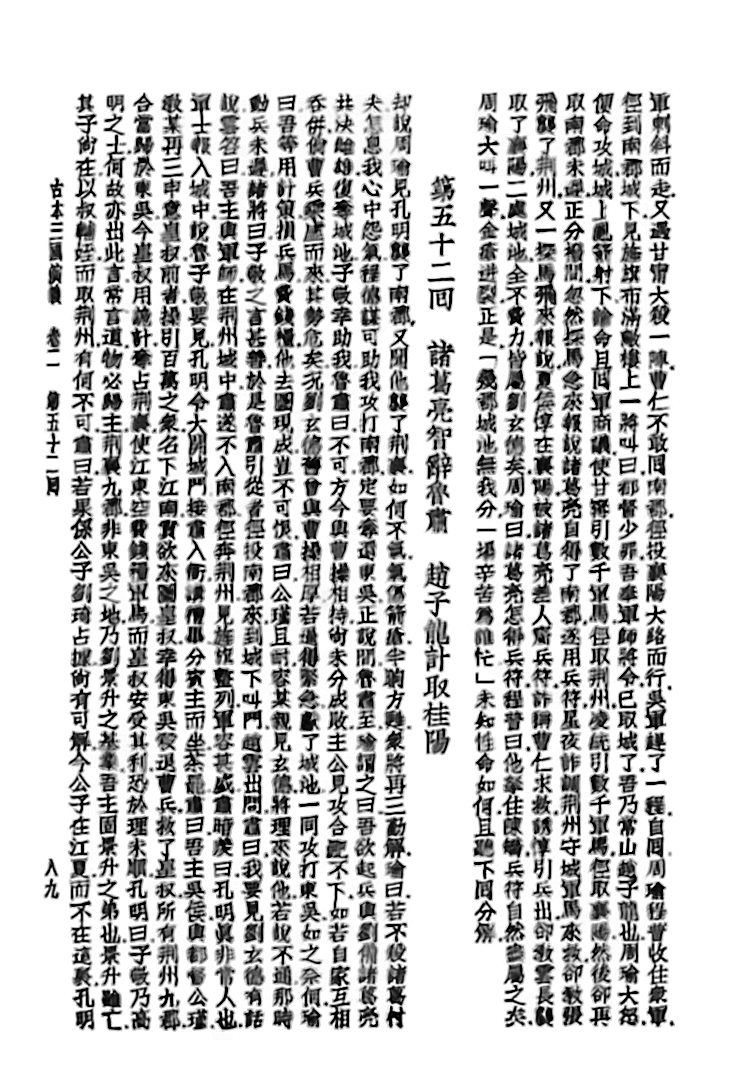 軍刺斜而走。又遇甘甯大殺一陣。曹仁不敢回南郡。徑投襄陽大路而行。吳軍趕了一程自回。周瑜程普收住衆軍。
徑到南郡城下。見旌旗布滿。敵樓上一將叫曰。都督少罪。吾奉軍師將令。已取城了。吾乃常山趙子龍也。周瑜大怒。
便命攻城。城上亂箭射下。瑜命且回軍商議。使甘甯引數千軍馬。徑取荊州。凌統引數千軍馬。徑取襄陽。然後卻再
取南郡未遲。正分撥間。忽然探馬急來報說。諸葛亮自得了南郡。遂用兵符。星夜詐調荊州守城軍馬來救。卻教張
飛襲了荊州。又一探馬飛來報說。夏侯惇在襄陽。被諸葛亮差人齎兵符。詐稱曹仁求救。誘惇引兵出。卻教雲長襲
取了襄陽。二處城池。全不費力。皆屬劉玄德矣。周瑜曰。諸葛亮怎得兵符。程普曰。他拏住陳矯。兵符自然盡屬之矣。
周瑜大叫一聲。金瘡迸裂。正是「幾郡城池無我分一場辛苦爲誰忙」未知性命如何。且聽下回分解。
第五十二回　諸葛亮智辭魯肅　趙子龍計取桂陽
却說周瑜見孔明襲了南郡。又聞他襲了荊襄。如何不氣。氣傷箭瘡。半晌方甦。衆將再三勸解。瑜曰。若不殺諸葛村
夫。怎息我心中怨氣。程德謀可助我攻打南郡。定要奪還東吳。正說間。魯肅至。瑜謂之曰。吾欲起兵與劉備諸葛亮
共決雌雄。復奪城池。子敬幸助我。魯肅曰。不可。方今與曹操相持。尙未分成敗。主公見攻合淝不下。如若自家互相
吞併。倘曹兵乘虛而來。其勢危矣。況劉玄德舊曾與曹操相厚。若逼得緊急。獻了城池。一同攻打東吳。如之奈何。瑜
曰。吾等用計策。損兵馬。費錢糧。他去圖現成。豈不可恨。肅曰。公瑾且耐。容某親見玄德。將理來說他。若說不通。那時
動兵未遲。諸將曰。子敬之言甚善。於是魯肅引從者。徑投南郡來。到城下叫門。趙雲出問。肅曰。我要見劉玄德有話
說。雲答曰。吾主與軍師在荊州城中。肅遂不入南郡。徑奔荊州。見旌旗整列。軍容甚盛。肅暗羨曰。孔明眞非常人也。
軍士報入城中。說魯子敬要見。孔明令大開城門。接肅入衙。講禮畢。分賓主而坐。茶罷。肅曰。吾主吳侯。與都督公瑾。
敎某再三申意皇叔。前者操引百萬之衆。名下江南。實欲來圖皇叔。幸得東吳殺退曹兵。救了皇叔。所有荊州九郡。
合當歸於東吳。今皇叔用詭計。奪占荊襄。使江東空費錢糧軍馬。而皇叔安受其利。恐於理未順。孔明曰。子敬乃高
明之士。何故亦出此言。常言道。物必歸主。荊襄九郡。非東吳之地。乃劉景升之基業。吾主固景升之弟也。景升雖亡。
其子尙在。以叔輔姪。而取荊州。有何不可。肅曰。若果係公子劉琦占據。尙有可解。今公子在江夏。而不在這裏。孔明
古本三國演義　卷二　第五十二回　八九